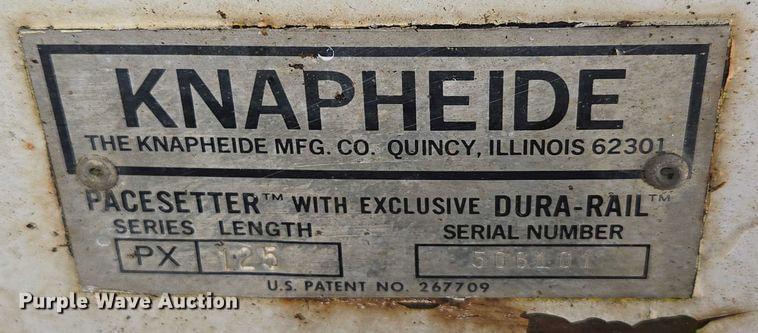 KNAPHEIDE
THE KNAPHEIDE MFG. CO. QUINCY, ILLINOIS 62301
PACESETTER™ WITH EXCLUSIVE DURA-RAIL™
SERIES LENGTH SERIAL NUMBER
PX 125
U.S. PATENT NO. 267709
Purple Wave Auction